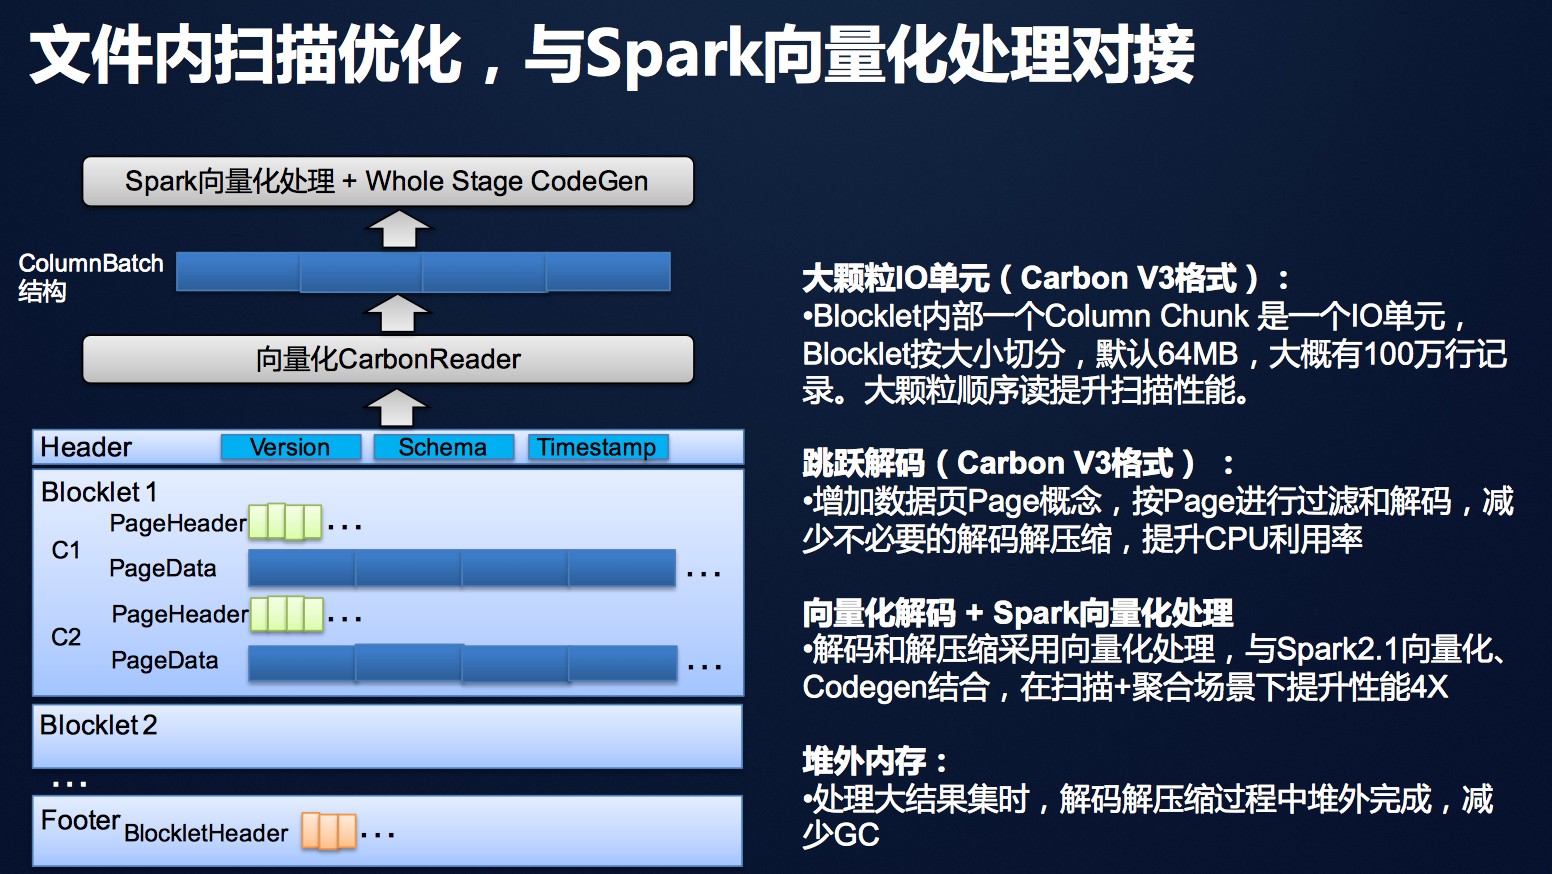 文件内扫描优化，与Spark向量化处理对接
Spark向量化处理 + Whole Stage CodeGen
ColumnBatch
结构
向量化CarbonReader
Header
Version
Schema
Timestamp
Blocklet 1
PageHeader
...
C1
PageData
...
PageHeader
...
C2
PageData
...
Blocklet 2
...
Footer
BlockletHeader
...
大颗粒IO单元（Carbon V3格式）：
•Blocklet内部一个Column Chunk 是一个IO单元，
Blocklet按大小切分，默认64MB，大概有100万行记
录。大颗粒顺序读提升扫描性能。
跳跃解码（Carbon V3格式）：
•增加数据页Page概念，按Page进行过滤和解码，减
少不必要的解码解压缩，提升CPU利用率
向量化解码 + Spark向量化处理
•解码和解压缩采用向量化处理，与Spark2.1向量化、
Codegen结合，在扫描+聚合场景下提升性能4X
堆外内存：
•处理大结果集时，解码解压缩过程中堆外完成，减
少GC